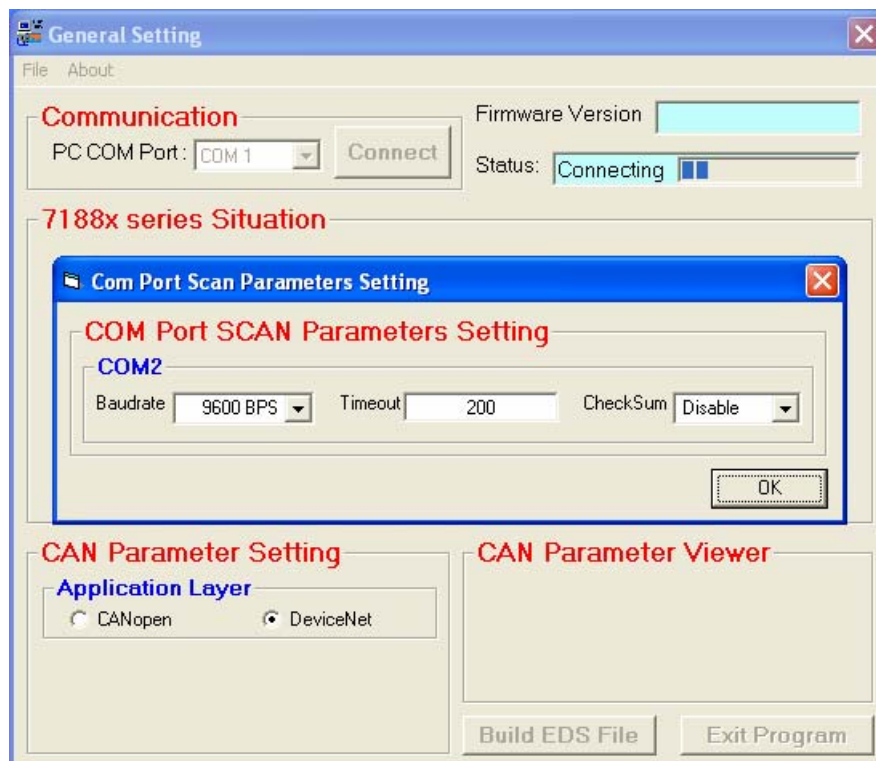 General Setting
File About
Communication
PC COM Port : COM 1 Connect
Firmware Version
Status: Connecting
7188x series Situation
Com Port Scan Parameters Setting
COM Port SCAN Parameters Setting
COM2
Baudrate 9600 BPS Timeout 200 CheckSum Disable
OK
CAN Parameter Setting
Application Layer
CANopen DeviceNet
CAN Parameter Viewer
Build EDS File Exit Program